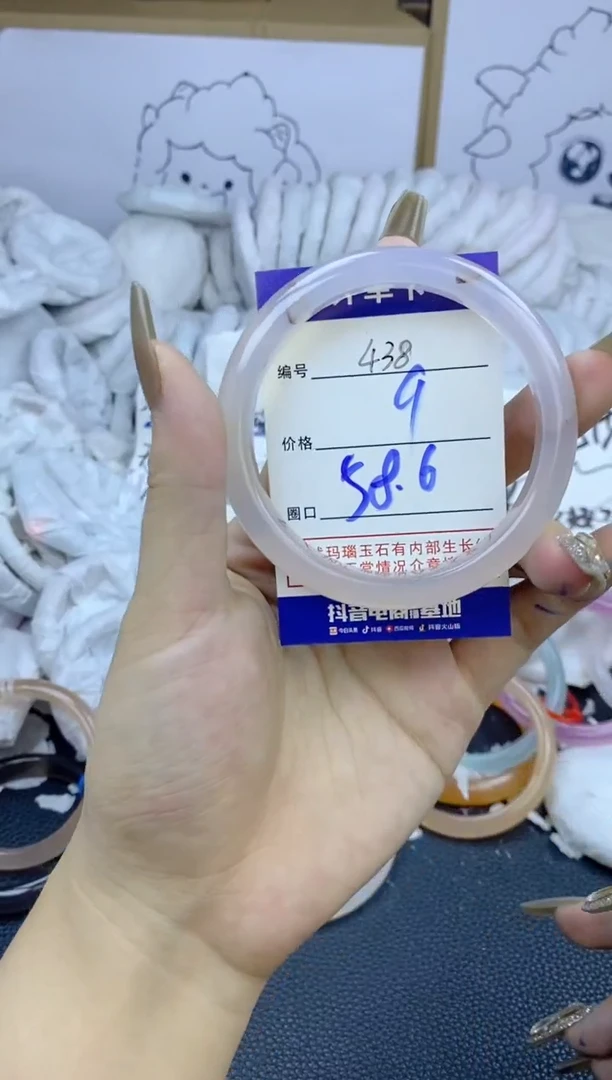 编号 438
9
价格
58.6
圈口
玛瑙玉石有内部生长
抖音电商直播基地
今日头条 抖音 西瓜视频 抖音火山版